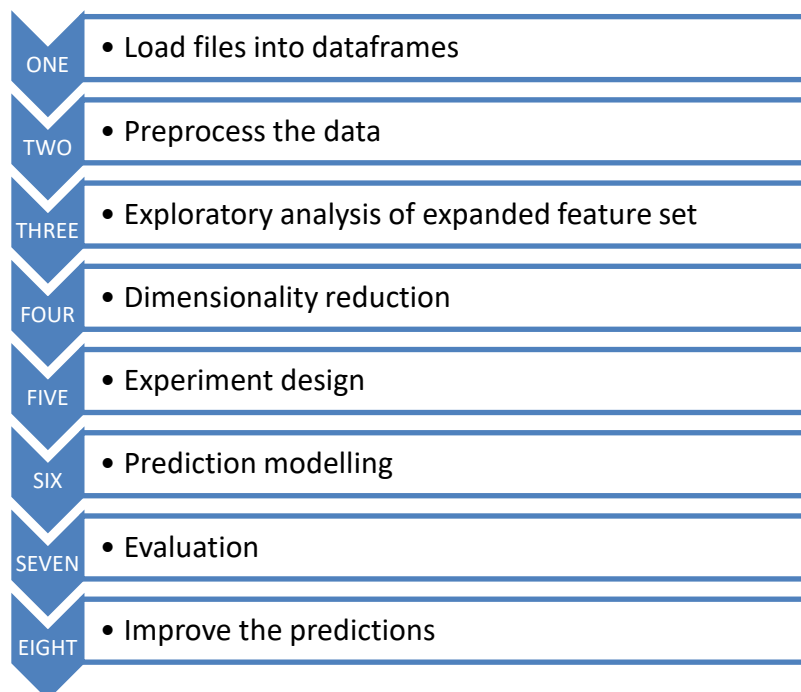 ONE
• Load files into dataframes
TWO
• Preprocess the data
THREE
• Exploratory analysis of expanded feature set
FOUR
• Dimensionality reduction
FIVE
• Experiment design
SIX
• Prediction modelling
SEVEN
• Evaluation
EIGHT
• Improve the predictions